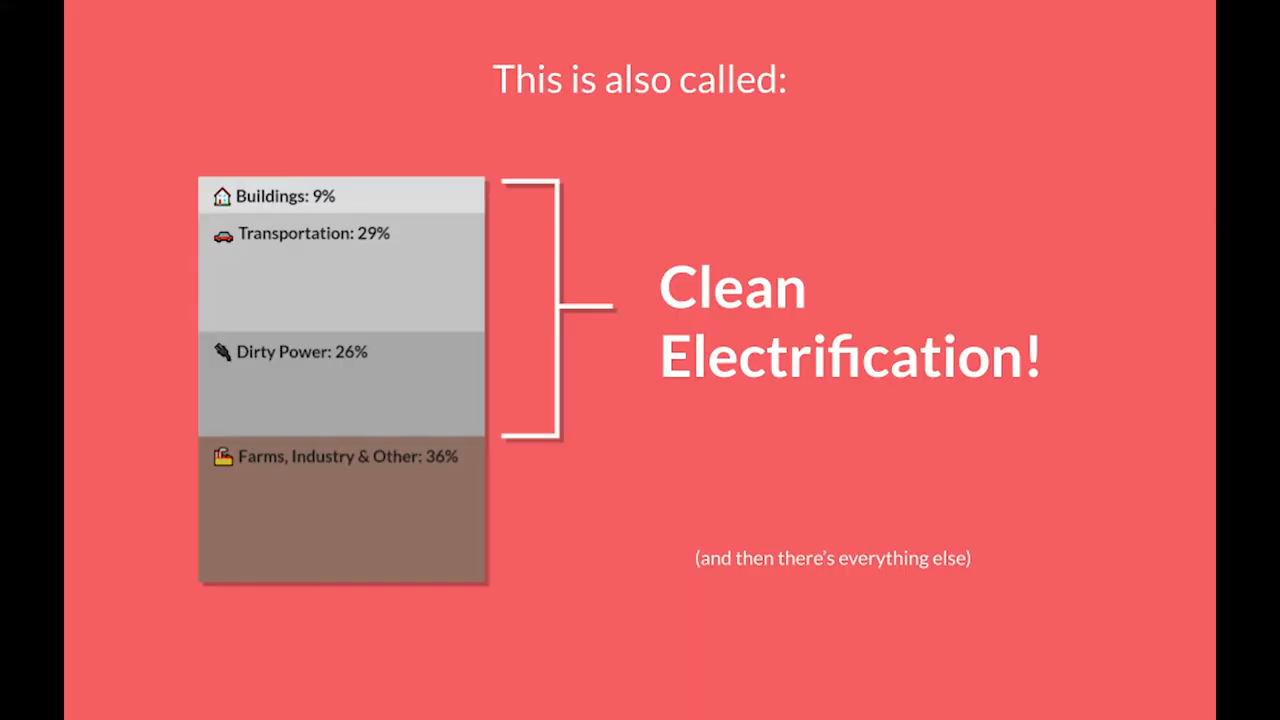 This is also called:
Buildings: 9%
Transportation: 29%
Dirty Power: 26%
Farms, Industry & Other: 36%
Clean
Electrification!
(and then there’s everything else)